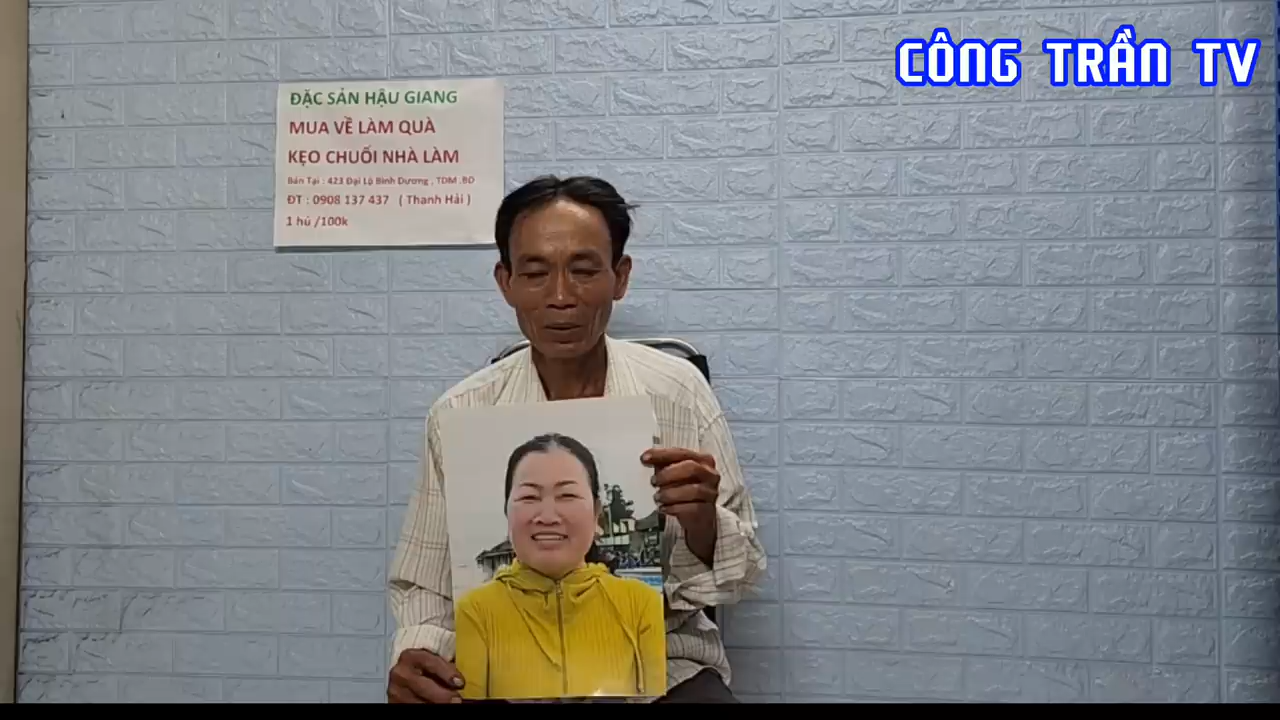 CÔNG TRẦN TV
ĐẶC SẢN HẬU GIANG
MUA VỀ LÀM QUÀ
KẸO CHUỐI NHÀ LÀM
Bán Tại : 423 Đại Lộ Bình Dương , TDM .BD
ĐT : 0908 137 437 ( Thanh Hải )
1 hủ /100k